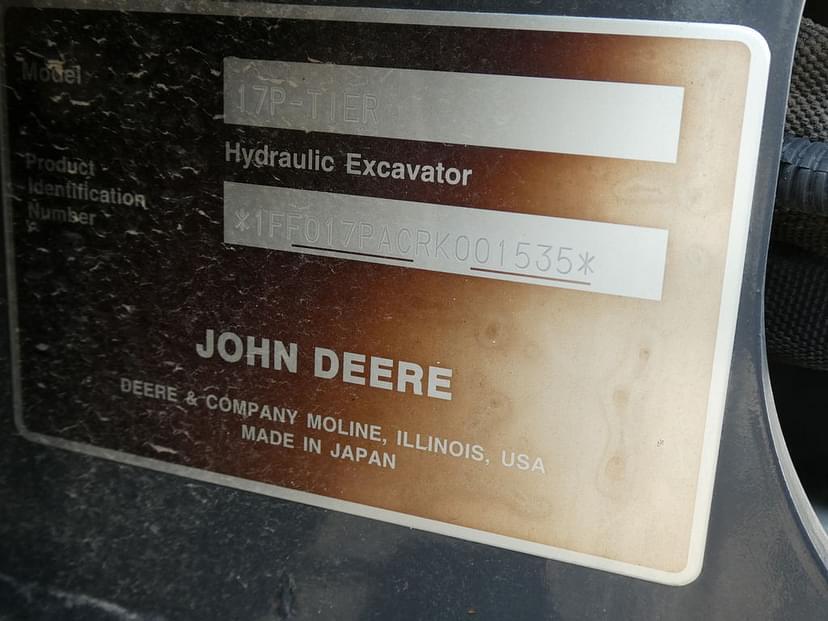 Model
17P-TIER
Hydraulic Excavator
Product
Identification
Number
*1FF017PACRK001535*
JOHN DEERE
DEERE & COMPANY MOLINE, ILLINOIS, USA
MADE IN JAPAN